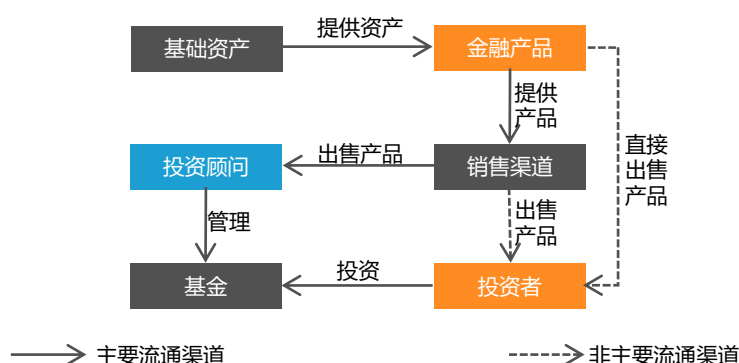 提供资产
基础资产
金融产品
提供
产品
直接
出售
产品
出售产品
投资顾问
销售渠道
管理
出售
产品
投资
基金
投资者
主要流通渠道
非主要流通渠道